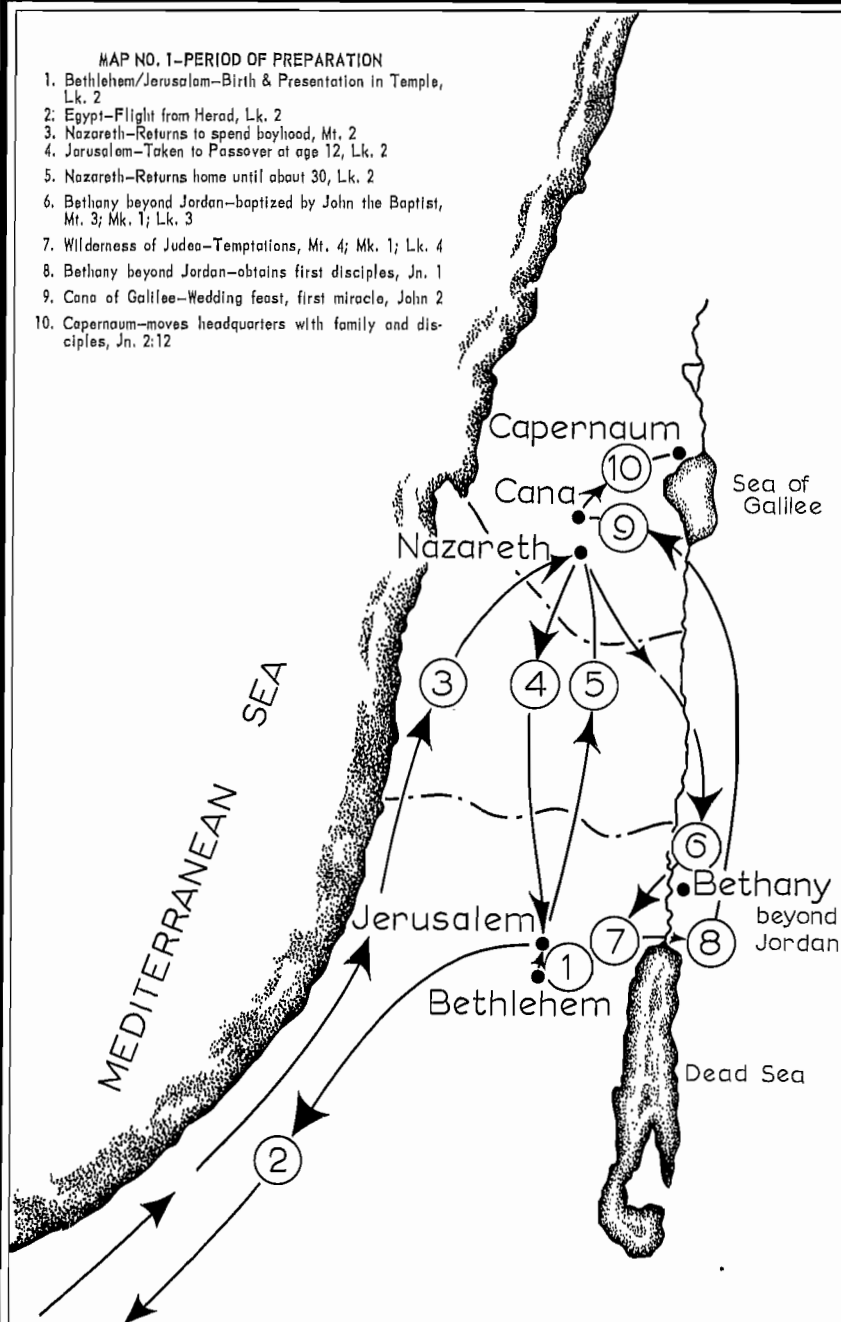 MAP NO. 1–PERIOD OF PREPARATION
1. Bethlehem/Jerusalem–Birth & Presentation in Temple,
Lk. 2
2. Egypt–Flight from Herod, Lk. 2
3. Nazareth–Returns to spend boyhood, Mt. 2
4. Jerusalem–Taken to Passover at age 12, Lk. 2
5. Nazareth–Returns home until about 30, Lk. 2
6. Bethany beyond Jordan–baptized by John the Baptist,
Mt. 3; Mk. 1; Lk. 3
7. Wilderness of Judea–Temptations, Mt. 4; Mk. 1; Lk. 4
8. Bethany beyond Jordan–obtains first disciples, Jn. 1
9. Cana of Galilee–Wedding feast, first miracle, John 2
10. Capernaum–moves headquarters with family and dis-
ciples, Jn. 2:12
Capernaum
10
Cana
Sea of
Galilee
9
Nazareth
3
4
5
MEDITERRANEAN SEA
6
Bethany
beyond
Jordan
Jerusalem
7
8
1
Bethlehem
Dead Sea
2